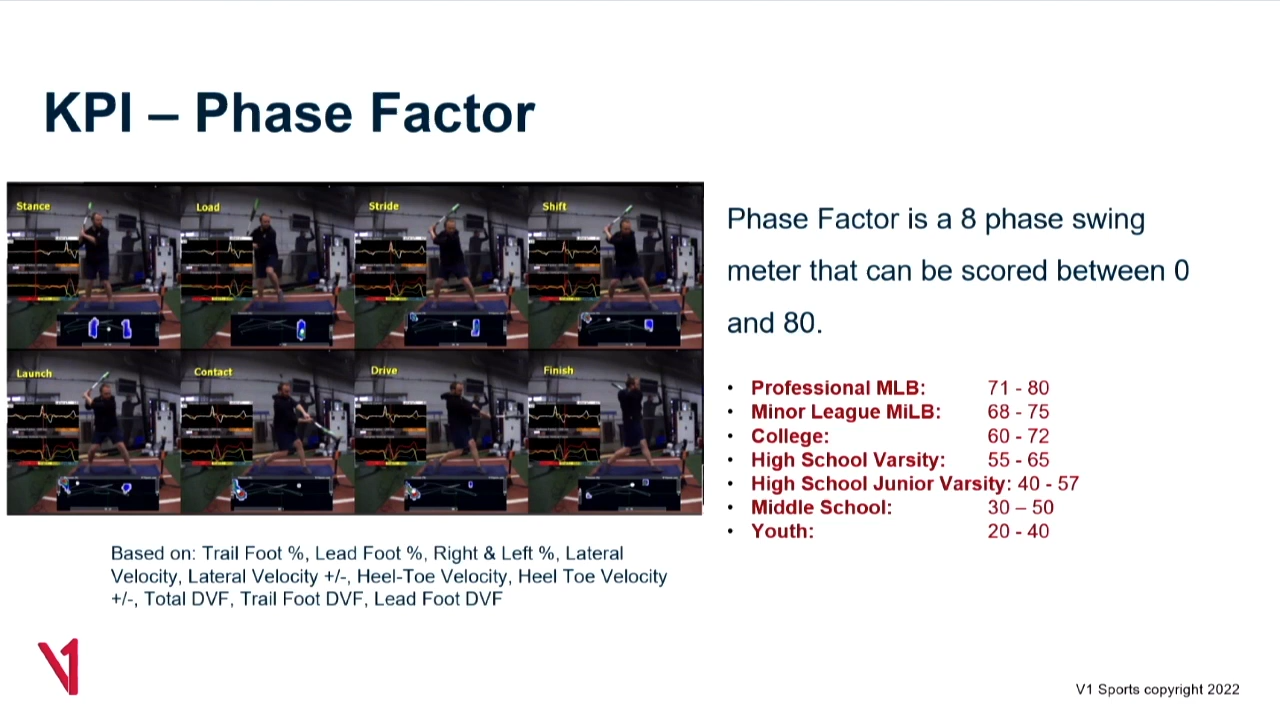 KPI – Phase Factor
Stance
Load
Stride
Shift
Launch
Contact
Drive
Finish
Phase Factor is a 8 phase swing
meter that can be scored between 0
and 80.
• Professional MLB: 71 - 80
• Minor League MiLB: 68 - 75
• College: 60 - 72
• High School Varsity: 55 - 65
• High School Junior Varsity: 40 - 57
• Middle School: 30 – 50
• Youth: 20 - 40
Based on: Trail Foot %, Lead Foot %, Right & Left %, Lateral
Velocity, Lateral Velocity +/-, Heel-Toe Velocity, Heel Toe Velocity
+/-, Total DVF, Trail Foot DVF, Lead Foot DVF
V1
V1 Sports copyright 2022